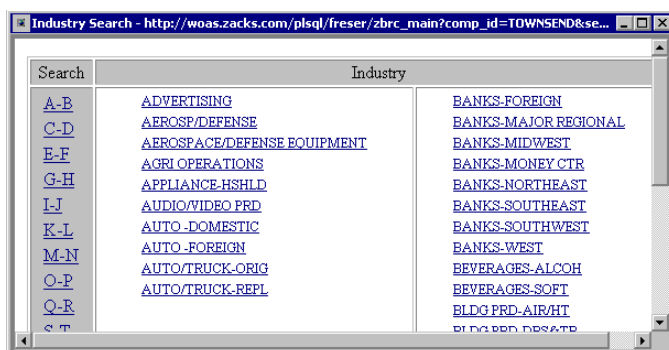 Industry Search - http://woas.zacks.com/plsql/freser/zbrc_main?comp_id=TOWNSEND&se...
Search
Industry
A-B
C-D
E-F
G-H
I-J
K-L
M-N
O-P
Q-R
S-T
ADVERTISING
AEROSP/DEFENSE
AEROSPACE/DEFENSE EQUIPMENT
AGRI OPERATIONS
APPLIANCE-HSHLD
AUDIO/VIDEO PRD
AUTO -DOMESTIC
AUTO -FOREIGN
AUTO/TRUCK-ORIG
AUTO/TRUCK-REPL
BANKS-FOREIGN
BANKS-MAJOR REGIONAL
BANKS-MIDWEST
BANKS-MONEY CTR
BANKS-NORTHEAST
BANKS-SOUTHEAST
BANKS-SOUTHWEST
BANKS-WEST
BEVERAGES-ALCOH
BEVERAGES-SOFT
BLDG PRD-AIR/HT
BLDG PRD